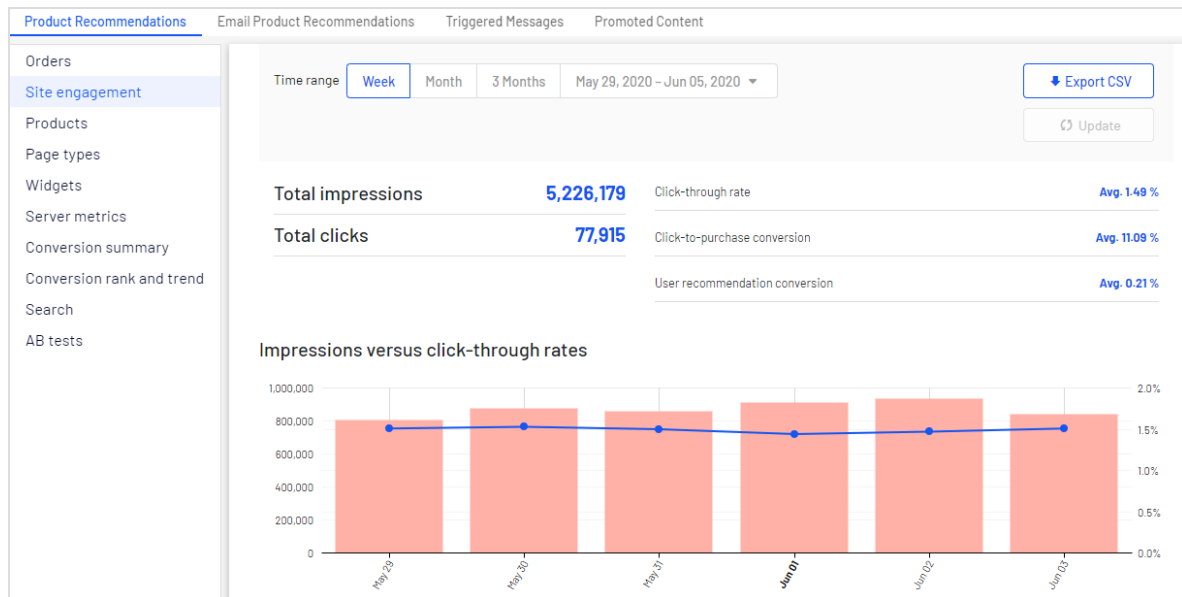 Product Recommendations Email Product Recommendations Triggered Messages Promoted Content
Orders
Site engagement
Products
Page types
Widgets
Server metrics
Conversion summary
Conversion rank and trend
Search
AB tests
Time range Week Month 3 Months May 29, 2020 – Jun 05, 2020
Export CSV
Update
Total impressions 5,226,179
Total clicks 77,915
Click-through rate Avg. 1.49 %
Click-to-purchase conversion Avg. 11.09 %
User recommendation conversion Avg. 0.21 %
Impressions versus click-through rates
1,000,000 2.0%
800,000
1.5%
600,000
1.0%
400,000
0.5%
200,000
0 0.0%
May 29 May 30 May 31 Jun 01 Jun 02 Jun 03